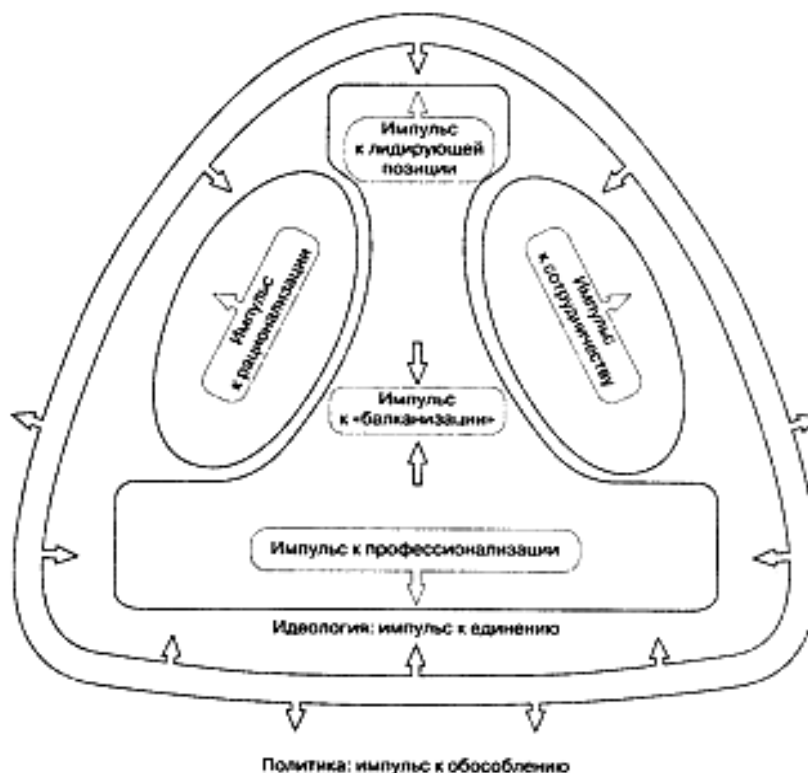 Импульс
к лидирующей
позиции
Импульс
к рационализации
Импульс
к сотрудничеству
Импульс
к «балканизации»
Импульс к профессионализации
Идеология: импульс к единению
Политика: импульс к обособлению